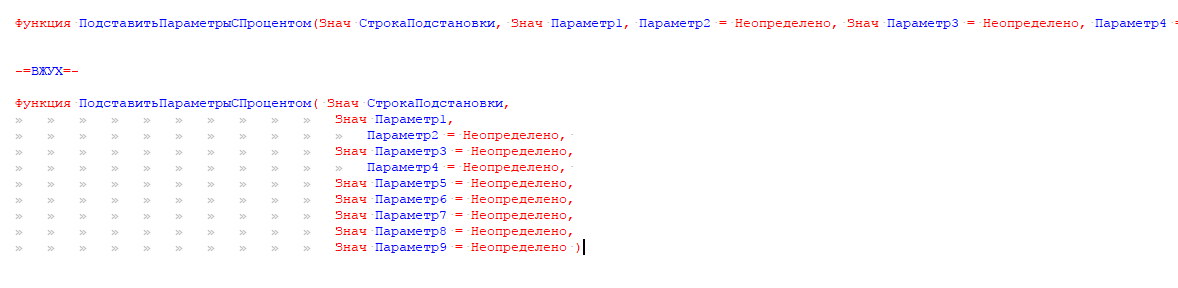 Функция ПодставитьПараметрыСПроцентом(Знач СтрокаПодстановки, Знач Параметр1, Параметр2 = Неопределено, Знач Параметр3 = Неопределено, Параметр4 =
-=ВЖУХ=-
Функция ПодставитьПараметрыСПроцентом( Знач СтрокаПодстановки,
Знач Параметр1,
Параметр2 = Неопределено,
Знач Параметр3 = Неопределено,
Параметр4 = Неопределено,
Знач Параметр5 = Неопределено,
Знач Параметр6 = Неопределено,
Знач Параметр7 = Неопределено,
Знач Параметр8 = Неопределено,
Знач Параметр9 = Неопределено )